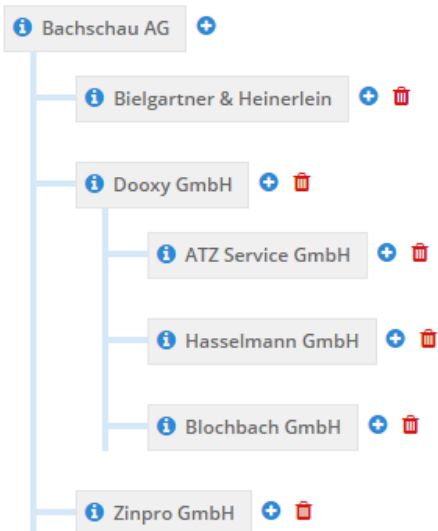 Bachschau AG
Bielgartner & Heinerlein
Dooxy GmbH
ATZ Service GmbH
Hasselmann GmbH
Blochbach GmbH
Zinpro GmbH